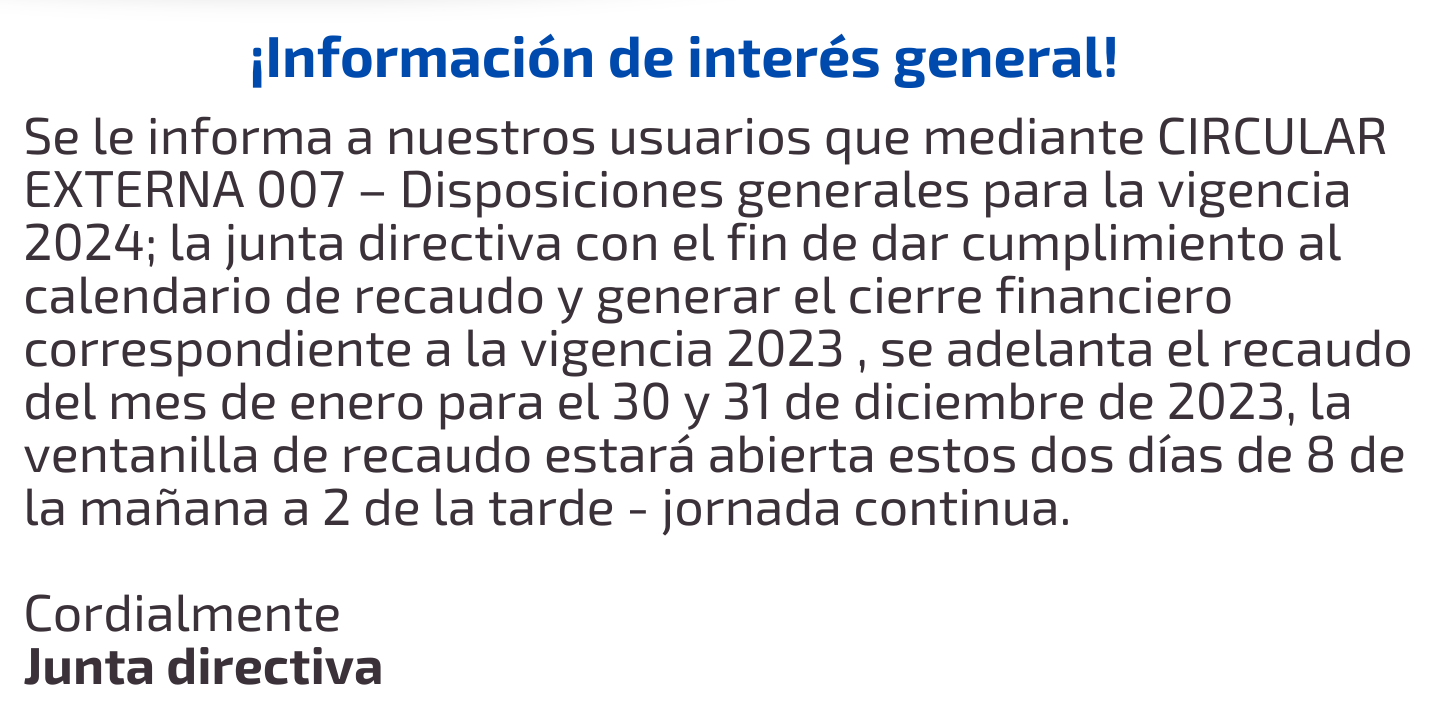 ¡Información de interés general!
Se le informa a nuestros usuarios que mediante CIRCULAR
EXTERNA 007 – Disposiciones generales para la vigencia
2024; la junta directiva con el fin de dar cumplimiento al
calendario de recaudo y generar el cierre financiero
correspondiente a la vigencia 2023 , se adelanta el recaudo
del mes de enero para el 30 y 31 de diciembre de 2023, la
ventanilla de recaudo estará abierta estos dos días de 8 de
la mañana a 2 de la tarde - jornada continua.
Cordialmente
Junta directiva